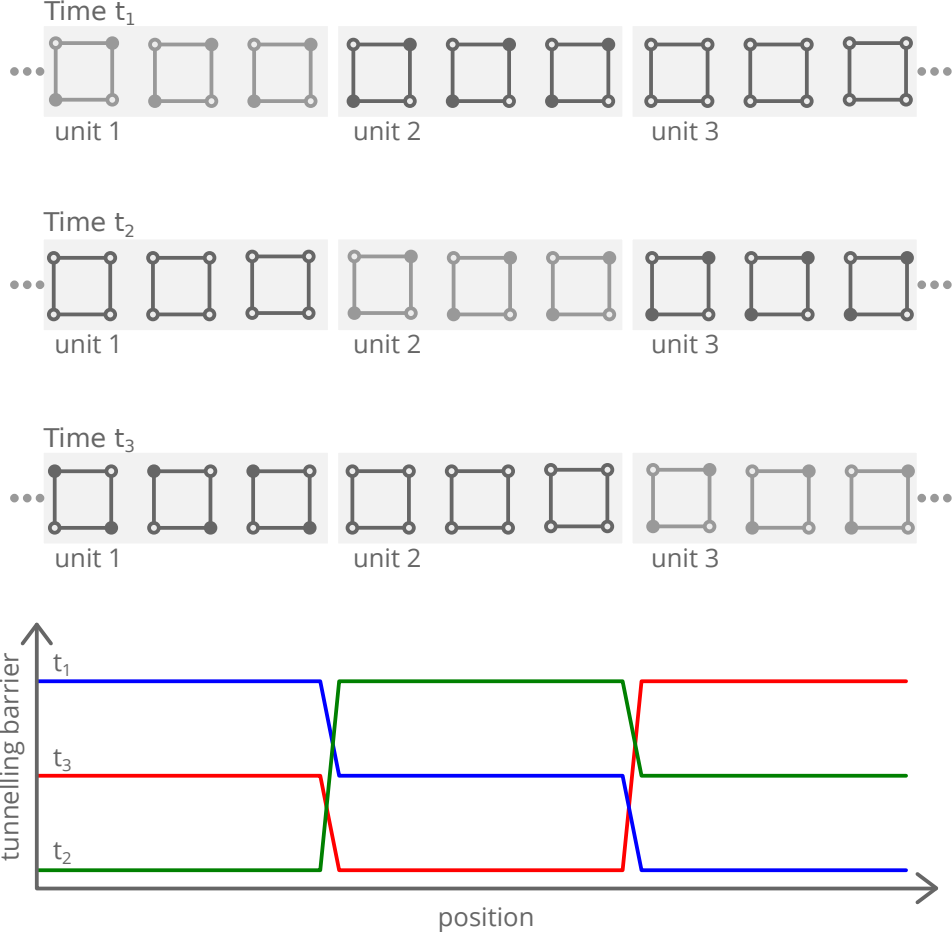 Time t₁
unit 1 unit 2 unit 3
Time t₂
unit 1 unit 2 unit 3
Time t₃
unit 1 unit 2 unit 3
tunnelling barrier
t₁
t₃
t₂
position